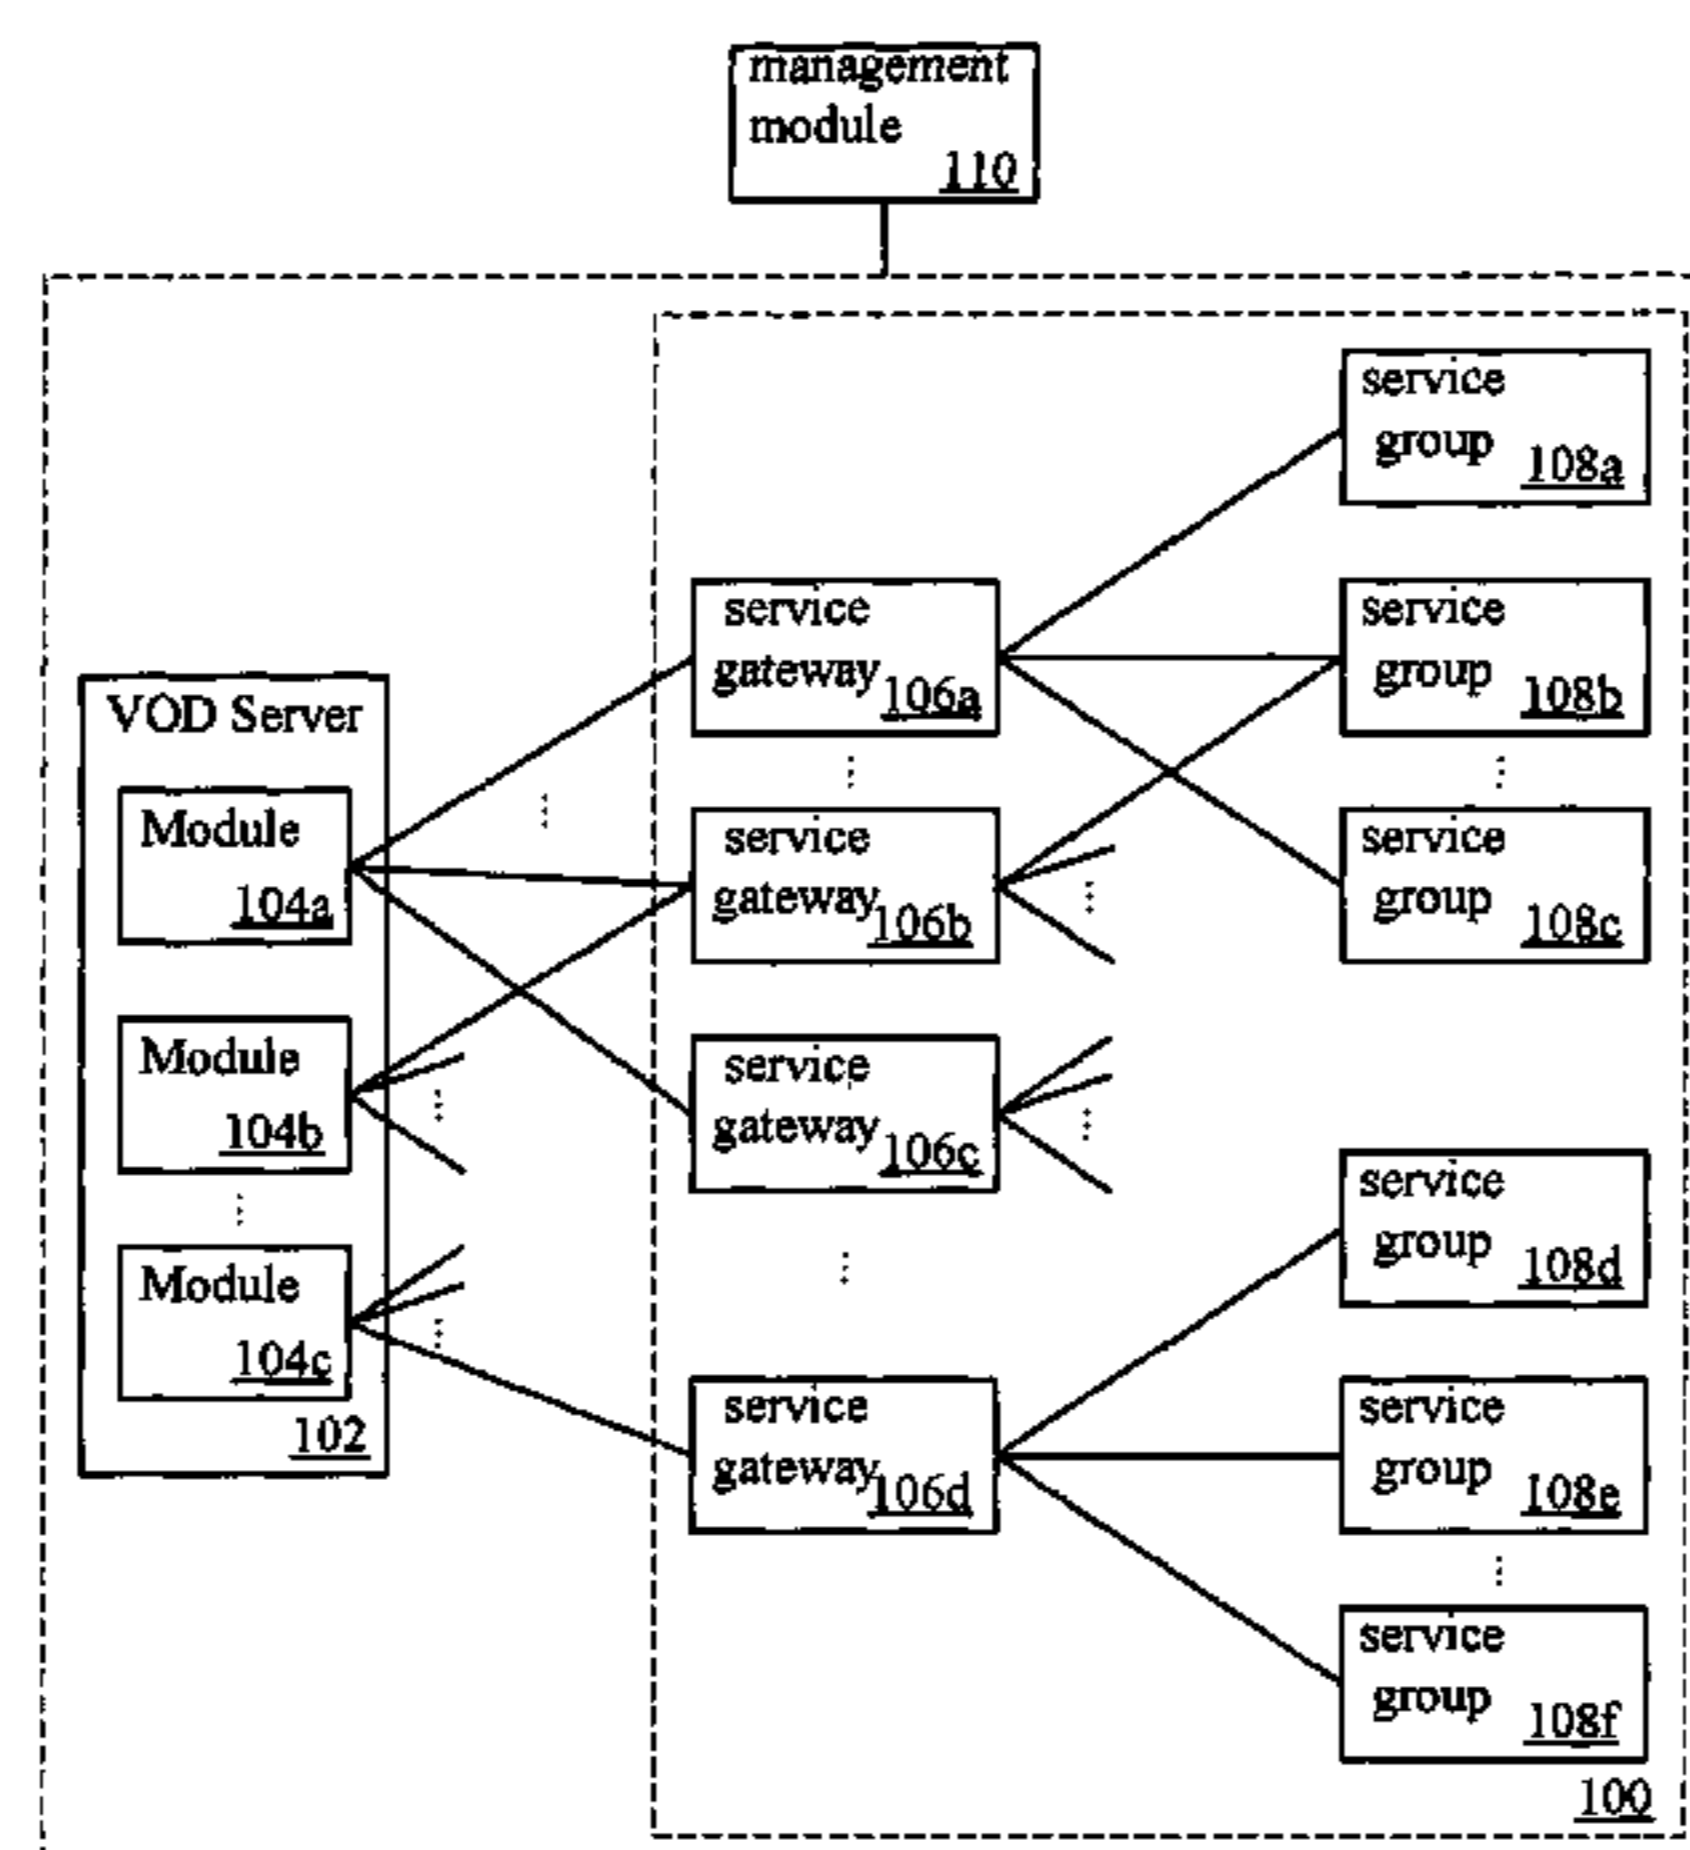 management
module
110
service
group
108a
service
gateway
106a
service
group
108b
VOD Server
Module
104a
service
gateway
106b
service
group
108c
Module
104b
service
gateway
106c
service
group
108d
Module
104c
102
service
gateway
106d
service
group
108e
service
group
108f
100